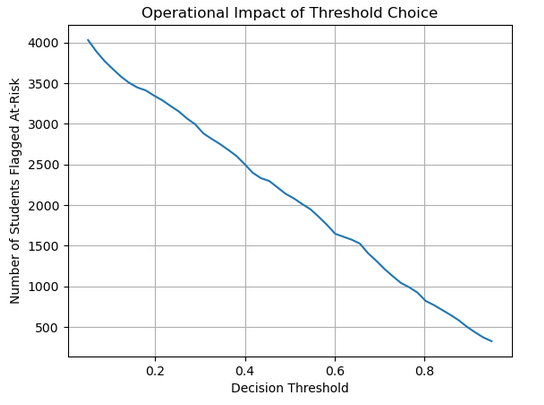 Operational Impact of Threshold Choice
Number of Students Flagged At-Risk
4000
3500
3000
2500
2000
1500
1000
500
0.2 0.4 0.6 0.8
Decision Threshold